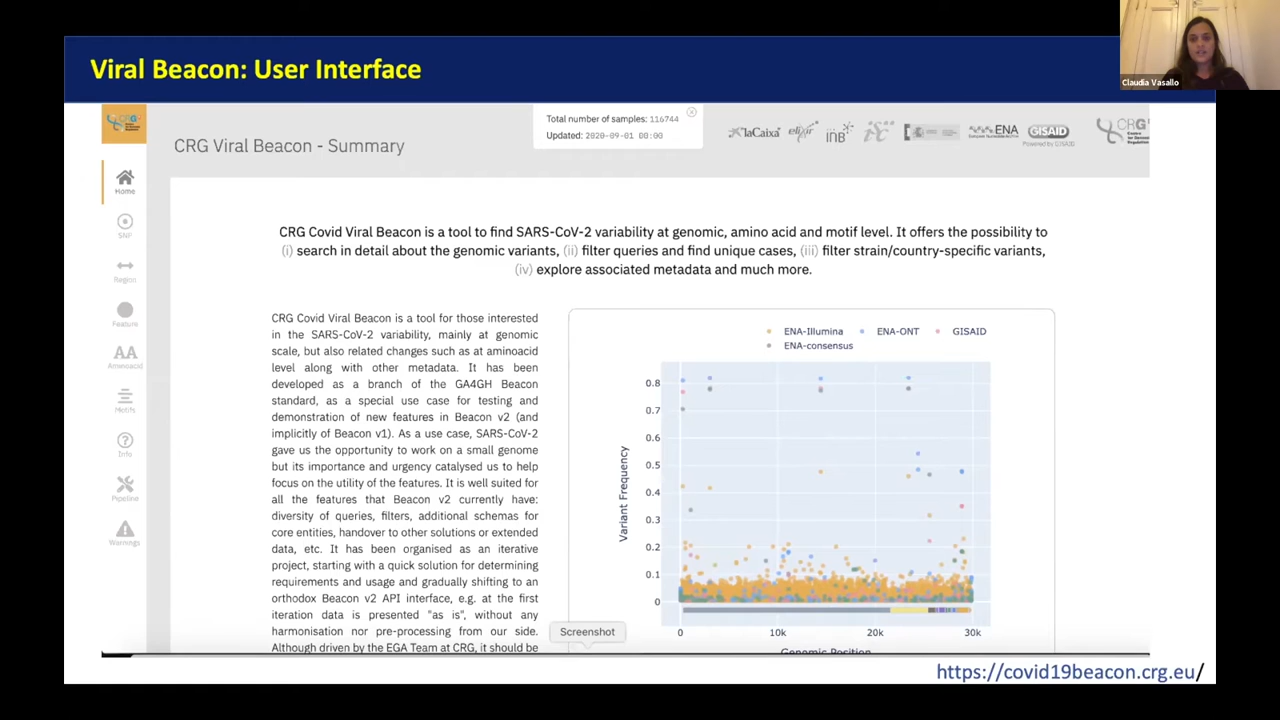 Viral Beacon: User Interface
Claudia Vasallo
CRG
Total number of samples: 116744
Updated: 2020-09-01 00:00
CRG Viral Beacon - Summary
laCaixa
elixir
INB
ENA
GISAID
CRG
Home
SNP
Region
Feature
AA
Aminoacid
Motifs
Info
Pipeline
Warnings
CRG Covid Viral Beacon is a tool to find SARS-CoV-2 variability at genomic, amino acid and motif level. It offers the possibility to
(i) search in detail about the genomic variants, (ii) filter queries and find unique cases, (iii) filter strain/country-specific variants,
(iv) explore associated metadata and much more.
CRG Covid Viral Beacon is a tool for those interested
in the SARS-CoV-2 variability, mainly at genomic
scale, but also related changes such as at aminoacid
level along with other metadata. It has been
developed as a branch of the GA4GH Beacon
standard, as a special use case for testing and
demonstration of new features in Beacon v2 (and
implicitly of Beacon v1). As a use case, SARS-CoV-2
gave us the opportunity to work on a small genome
but its importance and urgency catalysed us to help
focus on the utility of the features. It is well suited for
all the features that Beacon v2 currently have:
diversity of queries, filters, additional schemas for
core entities, handover to other solutions or extended
data, etc. It has been organised as an iterative
project, starting with a quick solution for determining
requirements and usage and gradually shifting to an
orthodox Beacon v2 API interface, e.g. at the first
iteration data is presented "as is", without any
harmonisation nor pre-processing from our side.
Although driven by the EGA Team at CRG, it should be
ENA-Illumina ENA-ONT GISAID
ENA-consensus
Variant Frequency
0.8
0.7
0.6
0.5
0.4
0.3
0.2
0.1
0
0 10k 20k 30k
Genomic Position
Screenshot
https://covid19beacon.crg.eu/